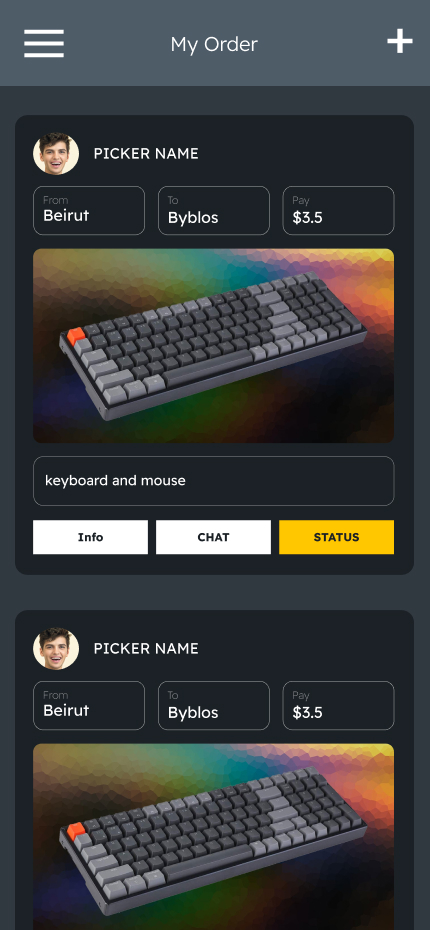 My Order
PICKER NAME
From
Beirut
To
Byblos
Pay
$3.5
keyboard and mouse
Info
CHAT
STATUS
PICKER NAME
From
Beirut
To
Byblos
Pay
$3.5